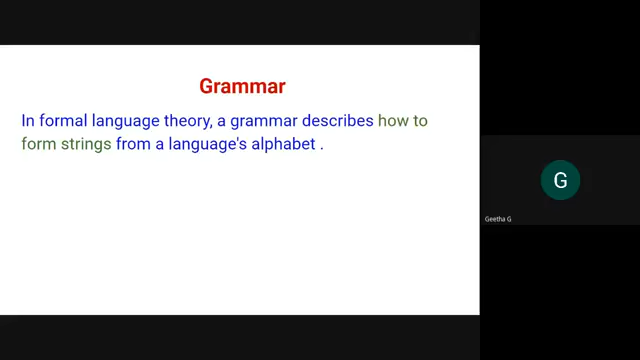 Grammar
In formal language theory, a grammar describes how to
form strings from a language's alphabet .
G
Geetha G